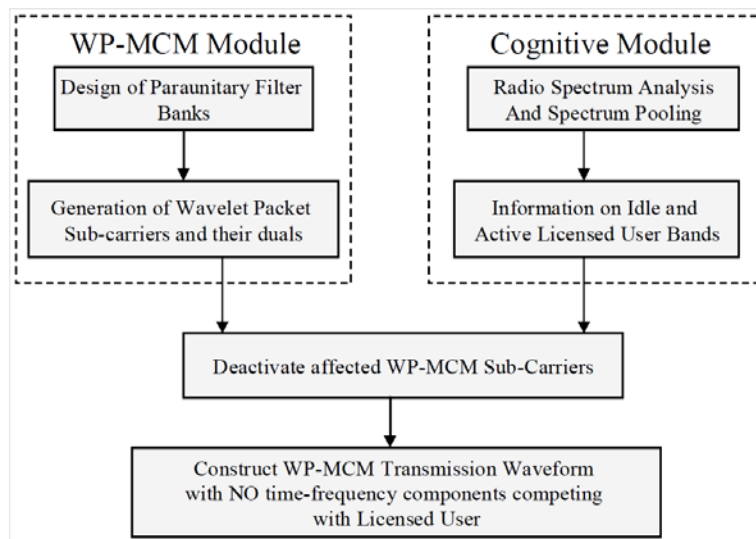 WP-MCM Module
Design of Paraunitary Filter
Banks
Generation of Wavelet Packet
Sub-carriers and their duals
Cognitive Module
Radio Spectrum Analysis
And Spectrum Pooling
Information on Idle and
Active Licensed User Bands
Deactivate affected WP-MCM Sub-Carriers
Construct WP-MCM Transmission Waveform
with NO time-frequency components competing
with Licensed User